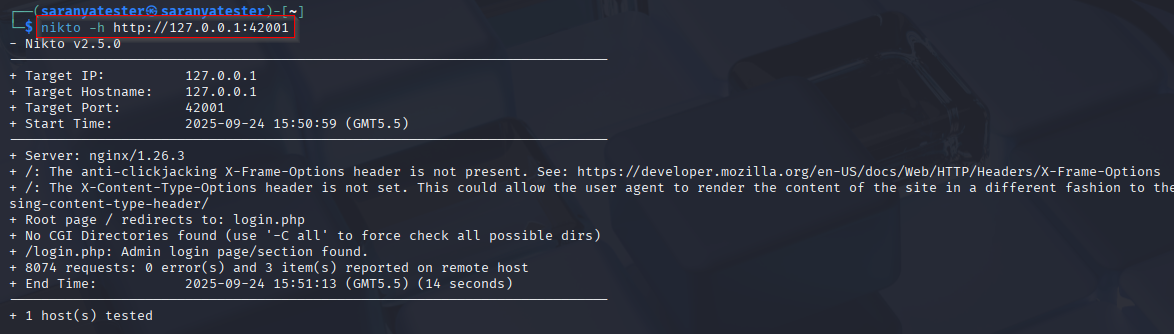 (saranyatester㉿saranyatester)-[~]
$ nikto -h http://127.0.0.1:42001
- Nikto v2.5.0
+ Target IP: 127.0.0.1
+ Target Hostname: 127.0.0.1
+ Target Port: 42001
+ Start Time: 2025-09-24 15:50:59 (GMT5.5)
+ Server: nginx/1.26.3
+ /: The anti-clickjacking X-Frame-Options header is not present. See: https://developer.mozilla.org/en-US/docs/Web/HTTP/Headers/X-Frame-Options
+ /: The X-Content-Type-Options header is not set. This could allow the user agent to render the content of the site in a different fashion to the
sing-content-type-header/
+ Root page / redirects to: login.php
+ No CGI Directories found (use '-C all' to force check all possible dirs)
+ /login.php: Admin login page/section found.
+ 8074 requests: 0 error(s) and 3 item(s) reported on remote host
+ End Time: 2025-09-24 15:51:13 (GMT5.5) (14 seconds)
+ 1 host(s) tested